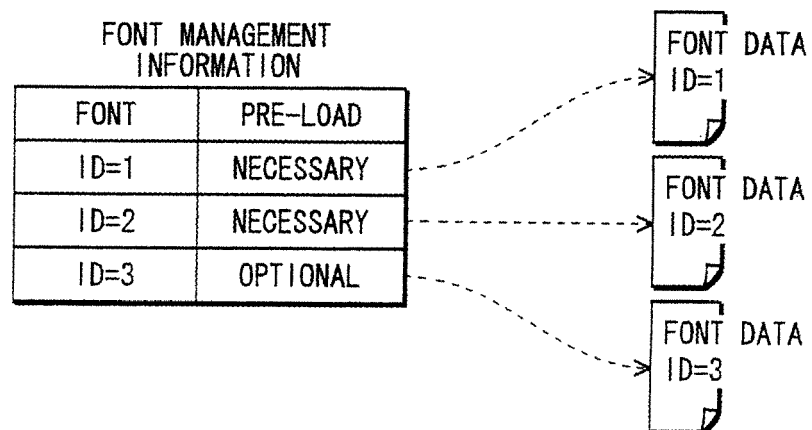 FONT MANAGEMENT
INFORMATION
FONT PRE-LOAD
ID=1 NECESSARY
ID=2 NECESSARY
ID=3 OPTIONAL
FONT DATA
ID=1
FONT DATA
ID=2
FONT DATA
ID=3